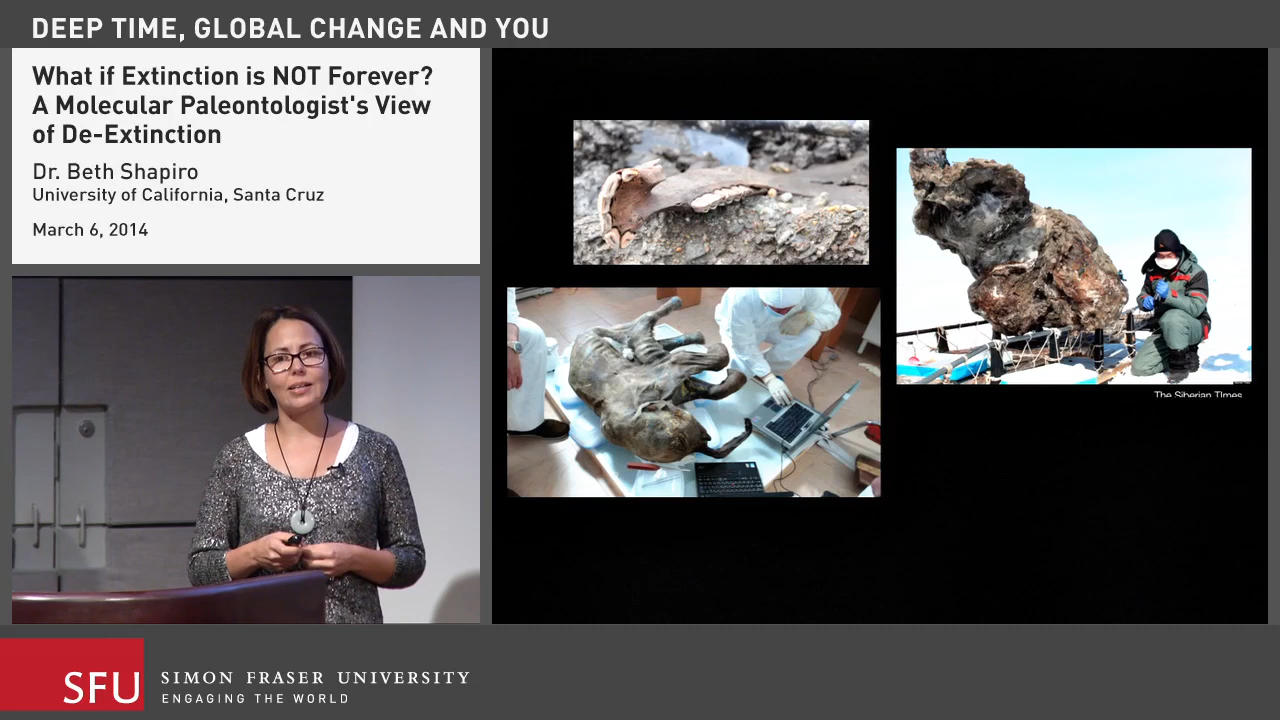 DEEP TIME, GLOBAL CHANGE AND YOU
What if Extinction is NOT Forever?
A Molecular Paleontologist's View
of De-Extinction
Dr. Beth Shapiro
University of California, Santa Cruz
March 6, 2014
The Siberian TImes
SFU
SIMON FRASER UNIVERSITY
ENGAGING THE WORLD